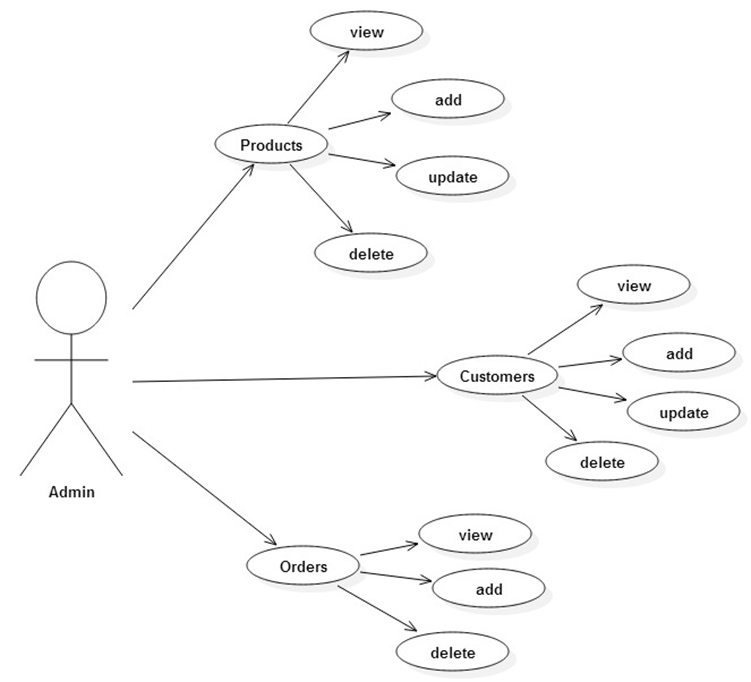 view
add
Products
update
delete
view
add
Customers
update
delete
Admin
view
Orders
add
delete